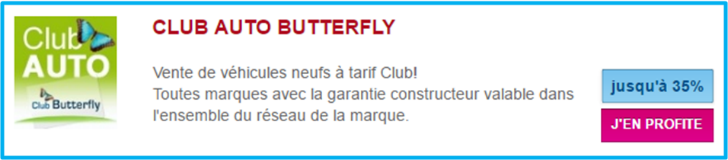 Club
AUTO
Club Butterfly
CLUB AUTO BUTTERFLY
Vente de véhicules neufs à tarif Club!
Toutes marques avec la garantie constructeur valable dans
l'ensemble du réseau de la marque.
jusqu'à 35%
J'EN PROFITE